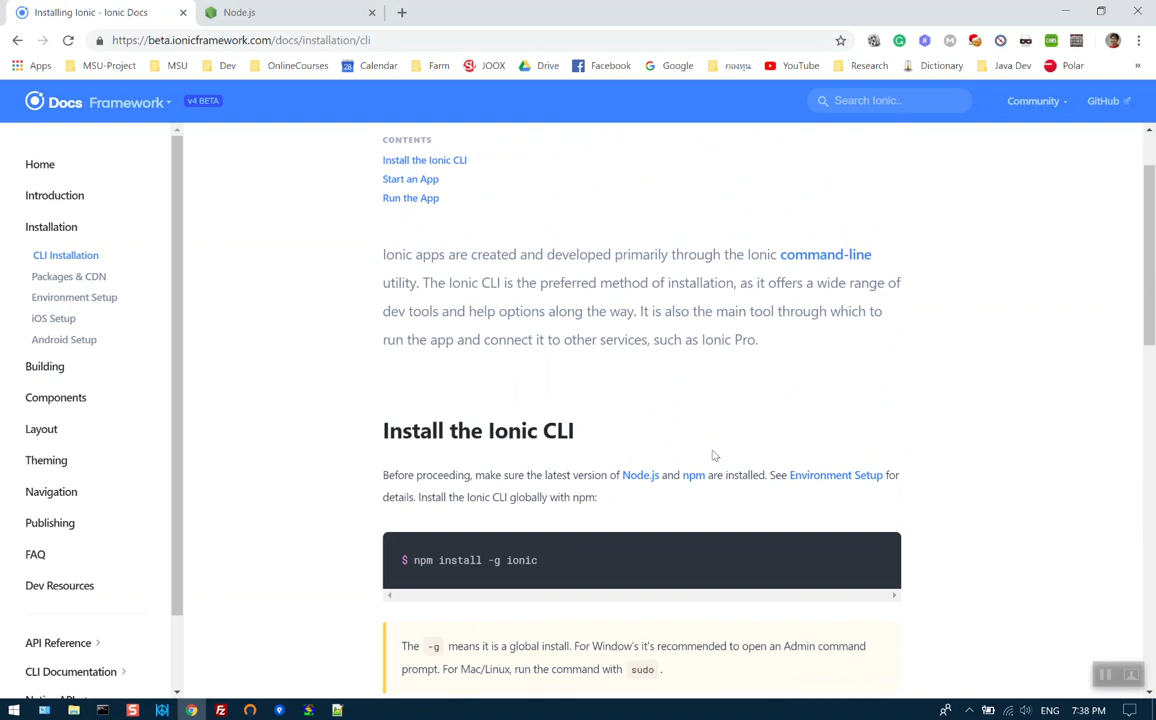 Installing Ionic - Ionic Docs
Node.js
https://beta.ionicframework.com/docs/installation/cli
Apps
MSU-Project
MSU
Dev
OnlineCourses
Calendar
Farm
JOOX
Drive
Facebook
Google
กองทุน
YouTube
Research
Dictionary
Java Dev
Polar
»
Docs Framework
v4 BETA
Search Ionic..
Community
GitHub
Home
Introduction
Installation
CLI Installation
Packages & CDN
Environment Setup
iOS Setup
Android Setup
Building
Components
Layout
Theming
Navigation
Publishing
FAQ
Dev Resources
API Reference
CLI Documentation
CONTENTS
Install the Ionic CLI
Start an App
Run the App
Ionic apps are created and developed primarily through the Ionic command-line
utility. The Ionic CLI is the preferred method of installation, as it offers a wide range of
dev tools and help options along the way. It is also the main tool through which to
run the app and connect it to other services, such as Ionic Pro.
Install the Ionic CLI
Before proceeding, make sure the latest version of Node.js and npm are installed. See Environment Setup for
details. Install the Ionic CLI globally with npm:
$ npm install -g ionic
The -g means it is a global install. For Window's it's recommended to open an Admin command
prompt. For Mac/Linux, run the command with sudo .
ENG
7:38 PM